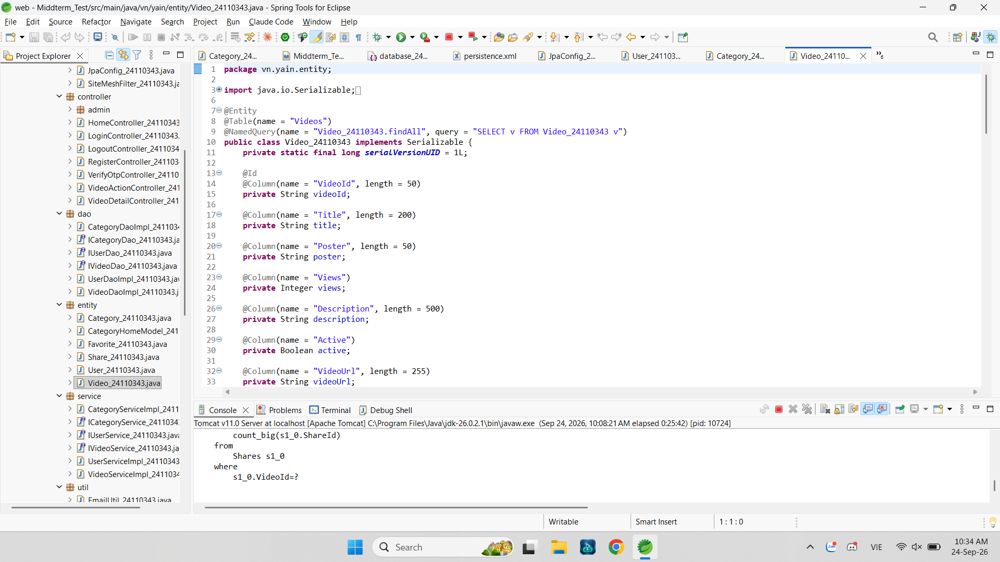 web - Middterm_Test/src/main/java/vn/yain/entity/Video_24110343.java - Spring Tools for Eclipse
File Edit Source Refactor Navigate Search Project Run Claude Code Window Help
Project Explorer
JpaConfig_24110343.java
SiteMeshFilter_24110343.ja
controller
admin
HomeController_24110343
LoginController_24110343.
LogoutController_2411034
RegisterController_241103
VerifyOtpController_24110
VideoActionController_241
VideoDetailController_241
dao
CategoryDaoImpl_2411034
ICategoryDao_24110343.ja
IUserDao_24110343.java
IVideoDao_24110343.java
UserDaoImpl_24110343.jav
VideoDaoImpl_24110343.j
entity
Category_24110343.java
CategoryHomeModel_241
Favorite_24110343.java
Share_24110343.java
User_24110343.java
Video_24110343.java
service
CategoryServiceImpl_2411
ICategoryService_24110343
IUserService_24110343.java
IVideoService_24110343.ja
UserServiceImpl_24110343
VideoServiceImpl_2411034
util
EmailUtil_24110343.java
Category_24... Middterm_Te... database_24... persistence.xml JpaConfig_2... User_241103... Category_24... Video_24110... »6
1 package vn.yain.entity;
2
3 import java.io.Serializable;
6
7 @Entity
8 @Table(name = "Videos")
9 @NamedQuery(name = "Video_24110343.findAll", query = "SELECT v FROM Video_24110343 v")
10 public class Video_24110343 implements Serializable {
11 private static final long serialVersionUID = 1L;
12
13 @Id
14 @Column(name = "VideoId", length = 50)
15 private String videoId;
16
17 @Column(name = "Title", length = 200)
18 private String title;
19
20 @Column(name = "Poster", length = 50)
21 private String poster;
22
23 @Column(name = "Views")
24 private Integer views;
25
26 @Column(name = "Description", length = 500)
27 private String description;
28
29 @Column(name = "Active")
30 private Boolean active;
31
32 @Column(name = "VideoUrl", length = 255)
33 private String videoUrl;
Console Problems Terminal Debug Shell
Tomcat v11.0 Server at localhost [Apache Tomcat] C:\Program Files\Java\jdk-26.0.2.1\bin\javaw.exe (Sep 24, 2026, 10:08:21 AM elapsed 0:25:42) [pid: 10724]
count_big(s1_0.ShareId)
from
Shares s1_0
where
s1_0.VideoId=?
Writable Smart Insert 1 : 1 : 0
Search
Zalo
VIE
10:34 AM
24-Sep-26